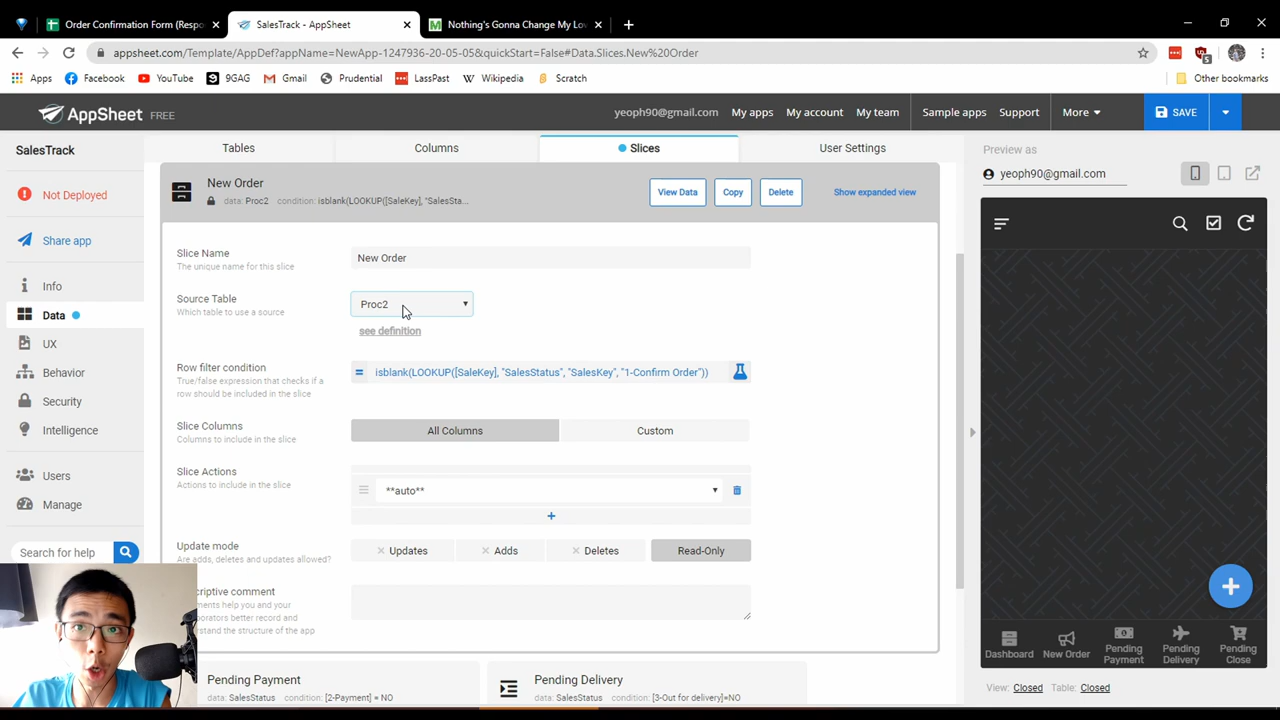 Order Confirmation Form (Respo
SalesTrack - AppSheet
Nothing's Gonna Change My Lov
appsheet.com/Template/AppDef?appName=NewApp-1247936-20-05-05&quickStart=False#Data.Slices.New%20Order
Apps
Facebook
YouTube
9GAG
Gmail
Prudential
LassPast
Wikipedia
Scratch
Other bookmarks
AppSheet FREE
yeoph90@gmail.com
My apps
My account
My team
Sample apps
Support
More
SAVE
SalesTrack
Not Deployed
Share app
Info
Data
UX
Behavior
Security
Intelligence
Users
Manage
Search for help
Tables
Columns
Slices
User Settings
New Order
data: Proc2 condition: isblank(LOOKUP([SaleKey], "SalesSta...
View Data
Copy
Delete
Show expanded view
Slice Name
The unique name for this slice
New Order
Source Table
Which table to use a source
Proc2
see definition
Row filter condition
True/false expression that checks if a
row should be included in the slice
= isblank(LOOKUP([SaleKey], "SalesStatus", "SalesKey", "1-Confirm Order"))
Slice Columns
Columns to include in the slice
All Columns
Custom
Slice Actions
Actions to include in the slice
**auto**
+
Update mode
Are adds, deletes and updates allowed?
Updates
Adds
Deletes
Read-Only
Pending Payment
data: SalesStatus condition: [2-Payment] = NO
Pending Delivery
data: SalesStatus condition: [3-Out for delivery]=NO
Preview as
yeoph90@gmail.com
Dashboard
New Order
Pending
Payment
Pending
Delivery
Pending
Close
View: Closed Table: Closed